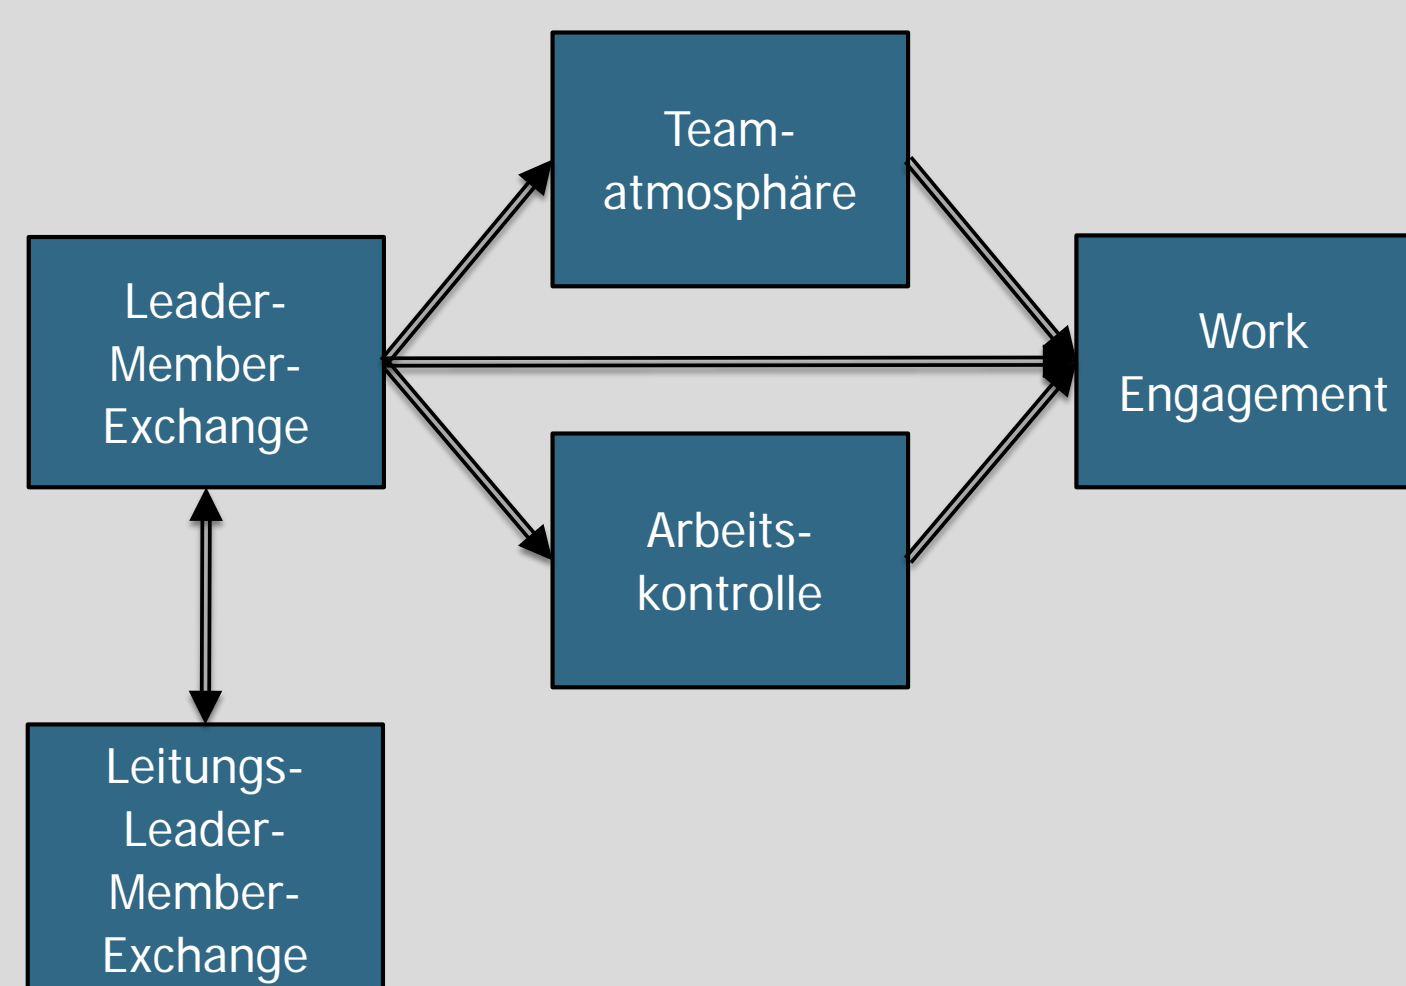 Team-
atmosphäre
Leader-
Member-
Exchange
Work
Engagement
Arbeits-
kontrolle
Leitungs-
Leader-
Member-
Exchange